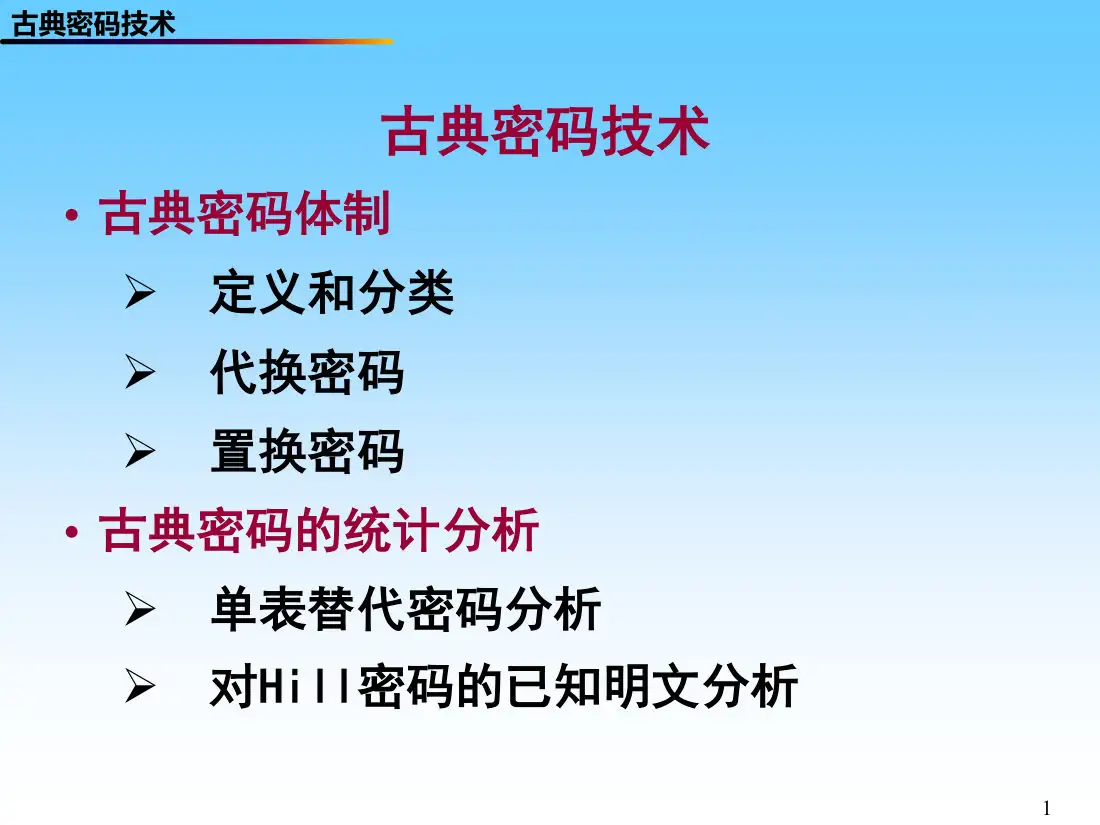 古典密码技术
古典密码技术
• 古典密码体制
➢ 定义和分类
➢ 代换密码
➢ 置换密码
• 古典密码的统计分析
➢ 单表替代密码分析
➢ 对Hill密码的已知明文分析
1